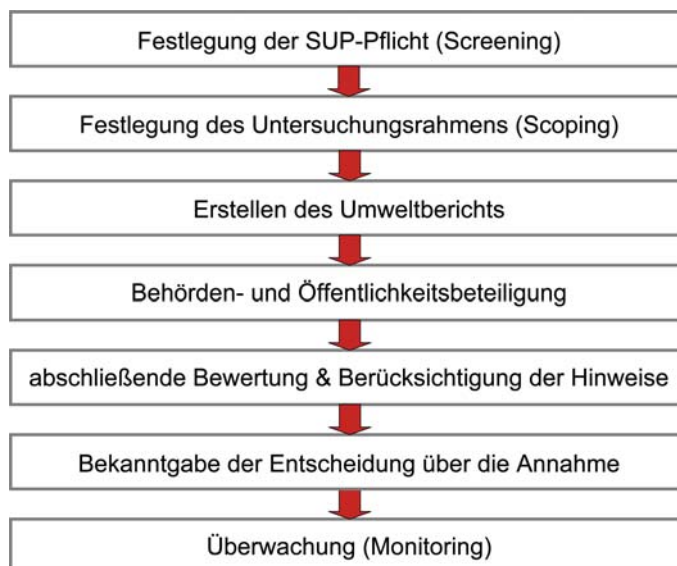 Festlegung der SUP-Pflicht (Screening)
Festlegung des Untersuchungsrahmens (Scoping)
Erstellen des Umweltberichts
Behörden- und Öffentlichkeitsbeteiligung
abschließende Bewertung & Berücksichtigung der Hinweise
Bekanntgabe der Entscheidung über die Annahme
Überwachung (Monitoring)